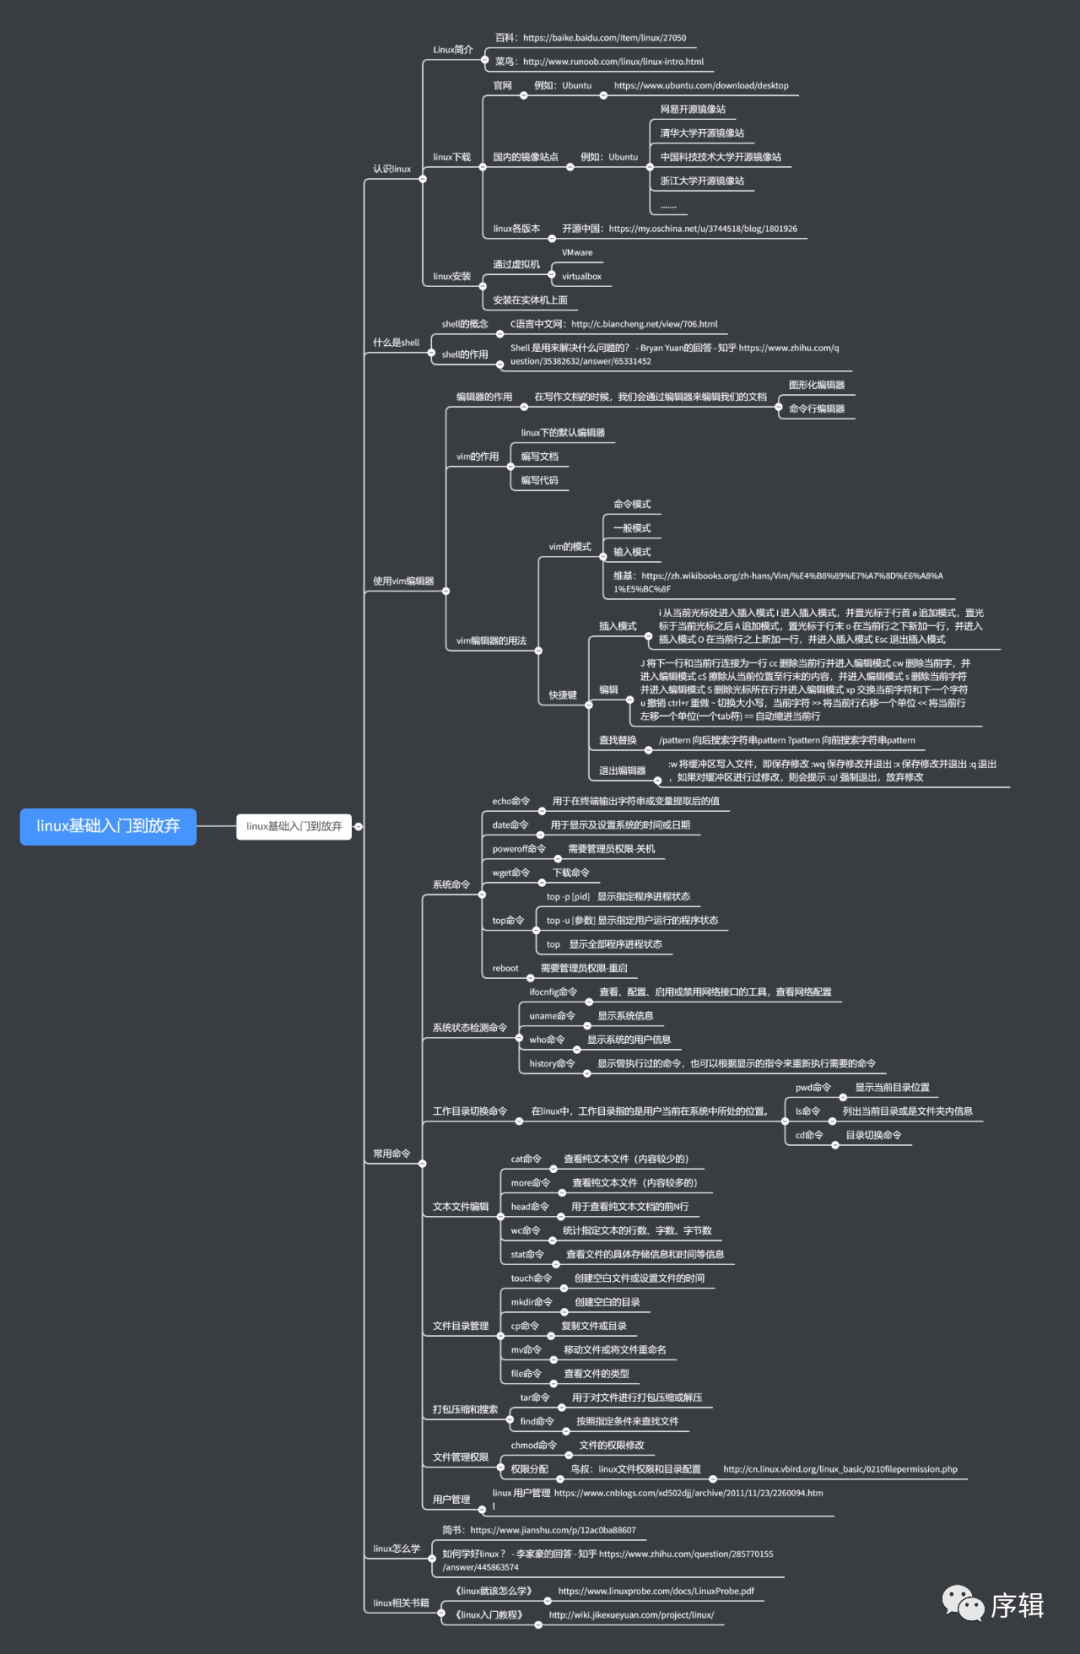 百科：https://baike.baidu.com/item/linux/27050
Linux简介
菜鸟：http://www.runoob.com/linux/linux-intro.html
官网
例如：Ubuntu
https://www.ubuntu.com/download/desktop
网易开源镜像站
清华大学开源镜像站
linux下载
国内的镜像站点
例如：Ubuntu
中国科技技术大学开源镜像站
认识linux
浙江大学开源镜像站
.......
linux各版本
开源中国：https://my.oschina.net/u/3744518/blog/1801926
VMware
通过虚拟机
linux安装
virtualbox
安装在实体机上面
shell的概念
C语言中文网：http://c.biancheng.net/view/706.html
什么是shell
shell的作用
Shell 是用来解决什么问题的？ - Bryan Yuan的回答 - 知乎 https://www.zhihu.com/q
uestion/35382632/answer/65331452
图形化编辑器
编辑器的作用
在写作文档的时候，我们会通过编辑器来编辑我们的文档
命令行编辑器
linux下的默认编辑器
vim的作用
编写文档
编写代码
命令模式
一般模式
vim的模式
输入模式
维基：https://zh.wikibooks.org/zh-hans/Vim/%E4%B8%89%E7%A7%8D%E6%A8%A
1%E5%BC%8F
使用vim编辑器
i 从当前光标处进入插入模式 I 进入插入模式，并置光标于行首 a 追加模式，置光
插入模式
标于当前光标之后 A 追加模式，置光标于行末 o 在当前行之下新加一行，并进入
插入模式 O 在当前行之上新加一行，并进入插入模式 Esc 退出插入模式
vim编辑器的用法
J 将下一行和当前行连接为一行 cc 删除当前行并进入编辑模式 cw 删除当前字，并
进入编辑模式 c$ 擦除从当前位置至行末的内容，并进入编辑模式 s 删除当前字符
编辑
并进入编辑模式 S 删除光标所在行并进入编辑模式 xp 交换当前字符和下一个字符
快捷键
u 撤销 ctrl+r 重做 ~ 切换大小写，当前字符 >> 将当前行右移一个单位 << 将当前行
左移一个单位(一个tab符) == 自动缩进当前行
查找替换
/pattern 向后搜索字符串pattern ?pattern 向前搜索字符串pattern
退出编辑器
:w 将缓冲区写入文件，即保存修改 :wq 保存修改并退出 :x 保存修改并退出 :q 退出
，如果对缓冲区进行过修改，则会提示 :q! 强制退出，放弃修改
linux基础入门到放弃
linux基础入门到放弃
echo命令
用于在终端输出字符串或变量提取后的值
date命令
用于显示及设置系统的时间或日期
poweroff命令
需要管理员权限-关机
wget命令
下载命令
系统命令
top -p [pid] 显示指定程序进程状态
top命令
top -u [参数] 显示指定用户运行的程序状态
top 显示全部程序进程状态
reboot
需要管理员权限-重启
ifocnfig命令
查看、配置、启用或禁用网络接口的工具，查看网络配置
uname命令
显示系统信息
系统状态检测命令
who命令
显示系统的用户信息
history命令
显示曾执行过的命令，也可以根据显示的指令来重新执行需要的命令
pwd命令
显示当前目录位置
工作目录切换命令
在linux中，工作目录指的是用户当前在系统中所处的位置。
ls命令
列出当前目录或是文件夹内信息
cd命令
目录切换命令
常用命令
cat命令
查看纯文本文件（内容较少的）
more命令
查看纯文本文件（内容较多的）
文本文件编辑
head命令
用于查看纯文本文档的前N行
wc命令
统计指定文本的行数、字数、字节数
stat命令
查看文件的具体存储信息和时间等信息
touch命令
创建空白文件或设置文件的时间
mkdir命令
创建空白的目录
文件目录管理
cp命令
复制文件或目录
mv命令
移动文件或将文件重命名
file命令
查看文件的类型
tar命令
用于对文件进行打包压缩或解压
打包压缩和搜索
find命令
按照指定条件来查找文件
chmod命令
文件的权限修改
文件管理权限
权限分配
鸟叔：linux文件权限和目录配置
http://cn.linux.vbird.org/linux_basic/0210filepermission.php
用户管理
linux 用户管理 https://www.cnblogs.com/xd502djj/archive/2011/11/23/2260094.htm
l
简书：https://www.jianshu.com/p/12ac0ba88607
linux怎么学
如何学好linux？ - 李家豪的回答 - 知乎 https://www.zhihu.com/question/285770155
/answer/445863574
《linux就该怎么学》
https://www.linuxprobe.com/docs/LinuxProbe.pdf
linux相关书籍
《linux入门教程》
http://wiki.jikexueyuan.com/project/linux/
序辑